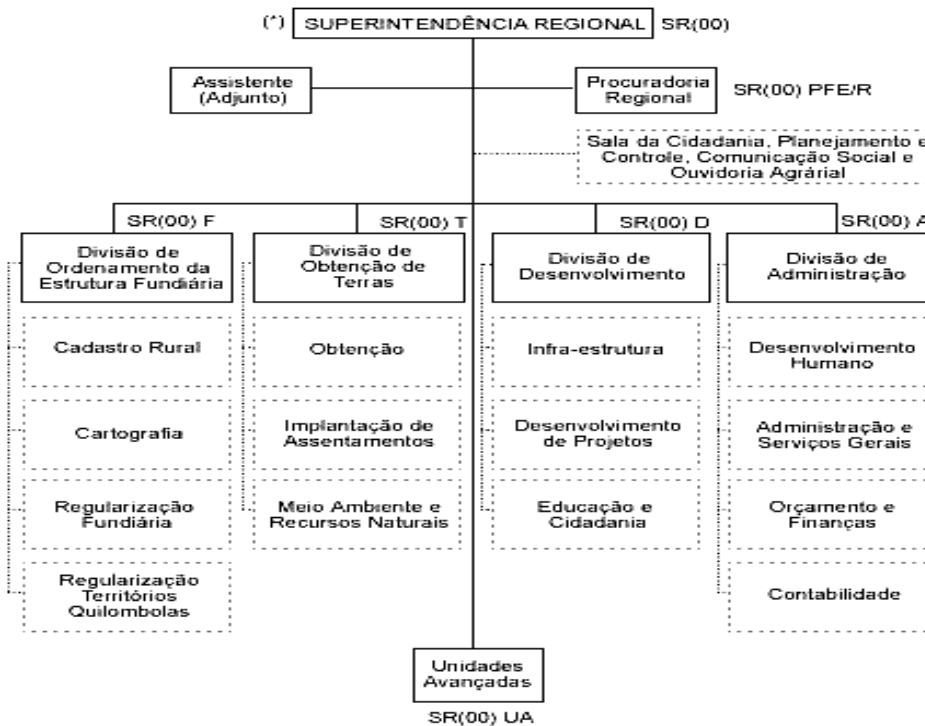 (*) SUPERINTENDÊNCIA REGIONAL SR(00)
Assistente
(Adjunto)
Procuradoria
Regional
SR(00) PFE/R
Sala da Cidadania, Planejamento e
Controle, Comunicação Social e
Ouvidoria Agrárial
SR(00) F
SR(00) T
SR(00) D
SR(00) A
Divisão de
Ordenamento da
Estrutura Fundiária
Divisão de
Obtenção de
Terras
Divisão de
Desenvolvimento
Divisão de
Administração
Cadastro Rural
Obtenção
Infra-estrutura
Desenvolvimento
Humano
Cartografia
Implantação de
Assentamentos
Desenvolvimento
de Projetos
Administração e
Serviços Gerais
Regularização
Fundiária
Meio Ambiente e
Recursos Naturais
Educação e
Cidadania
Orçamento e
Finanças
Regularização
Territórios
Quilombolas
Contabilidade
Unidades
Avançadas
SR(00) UA